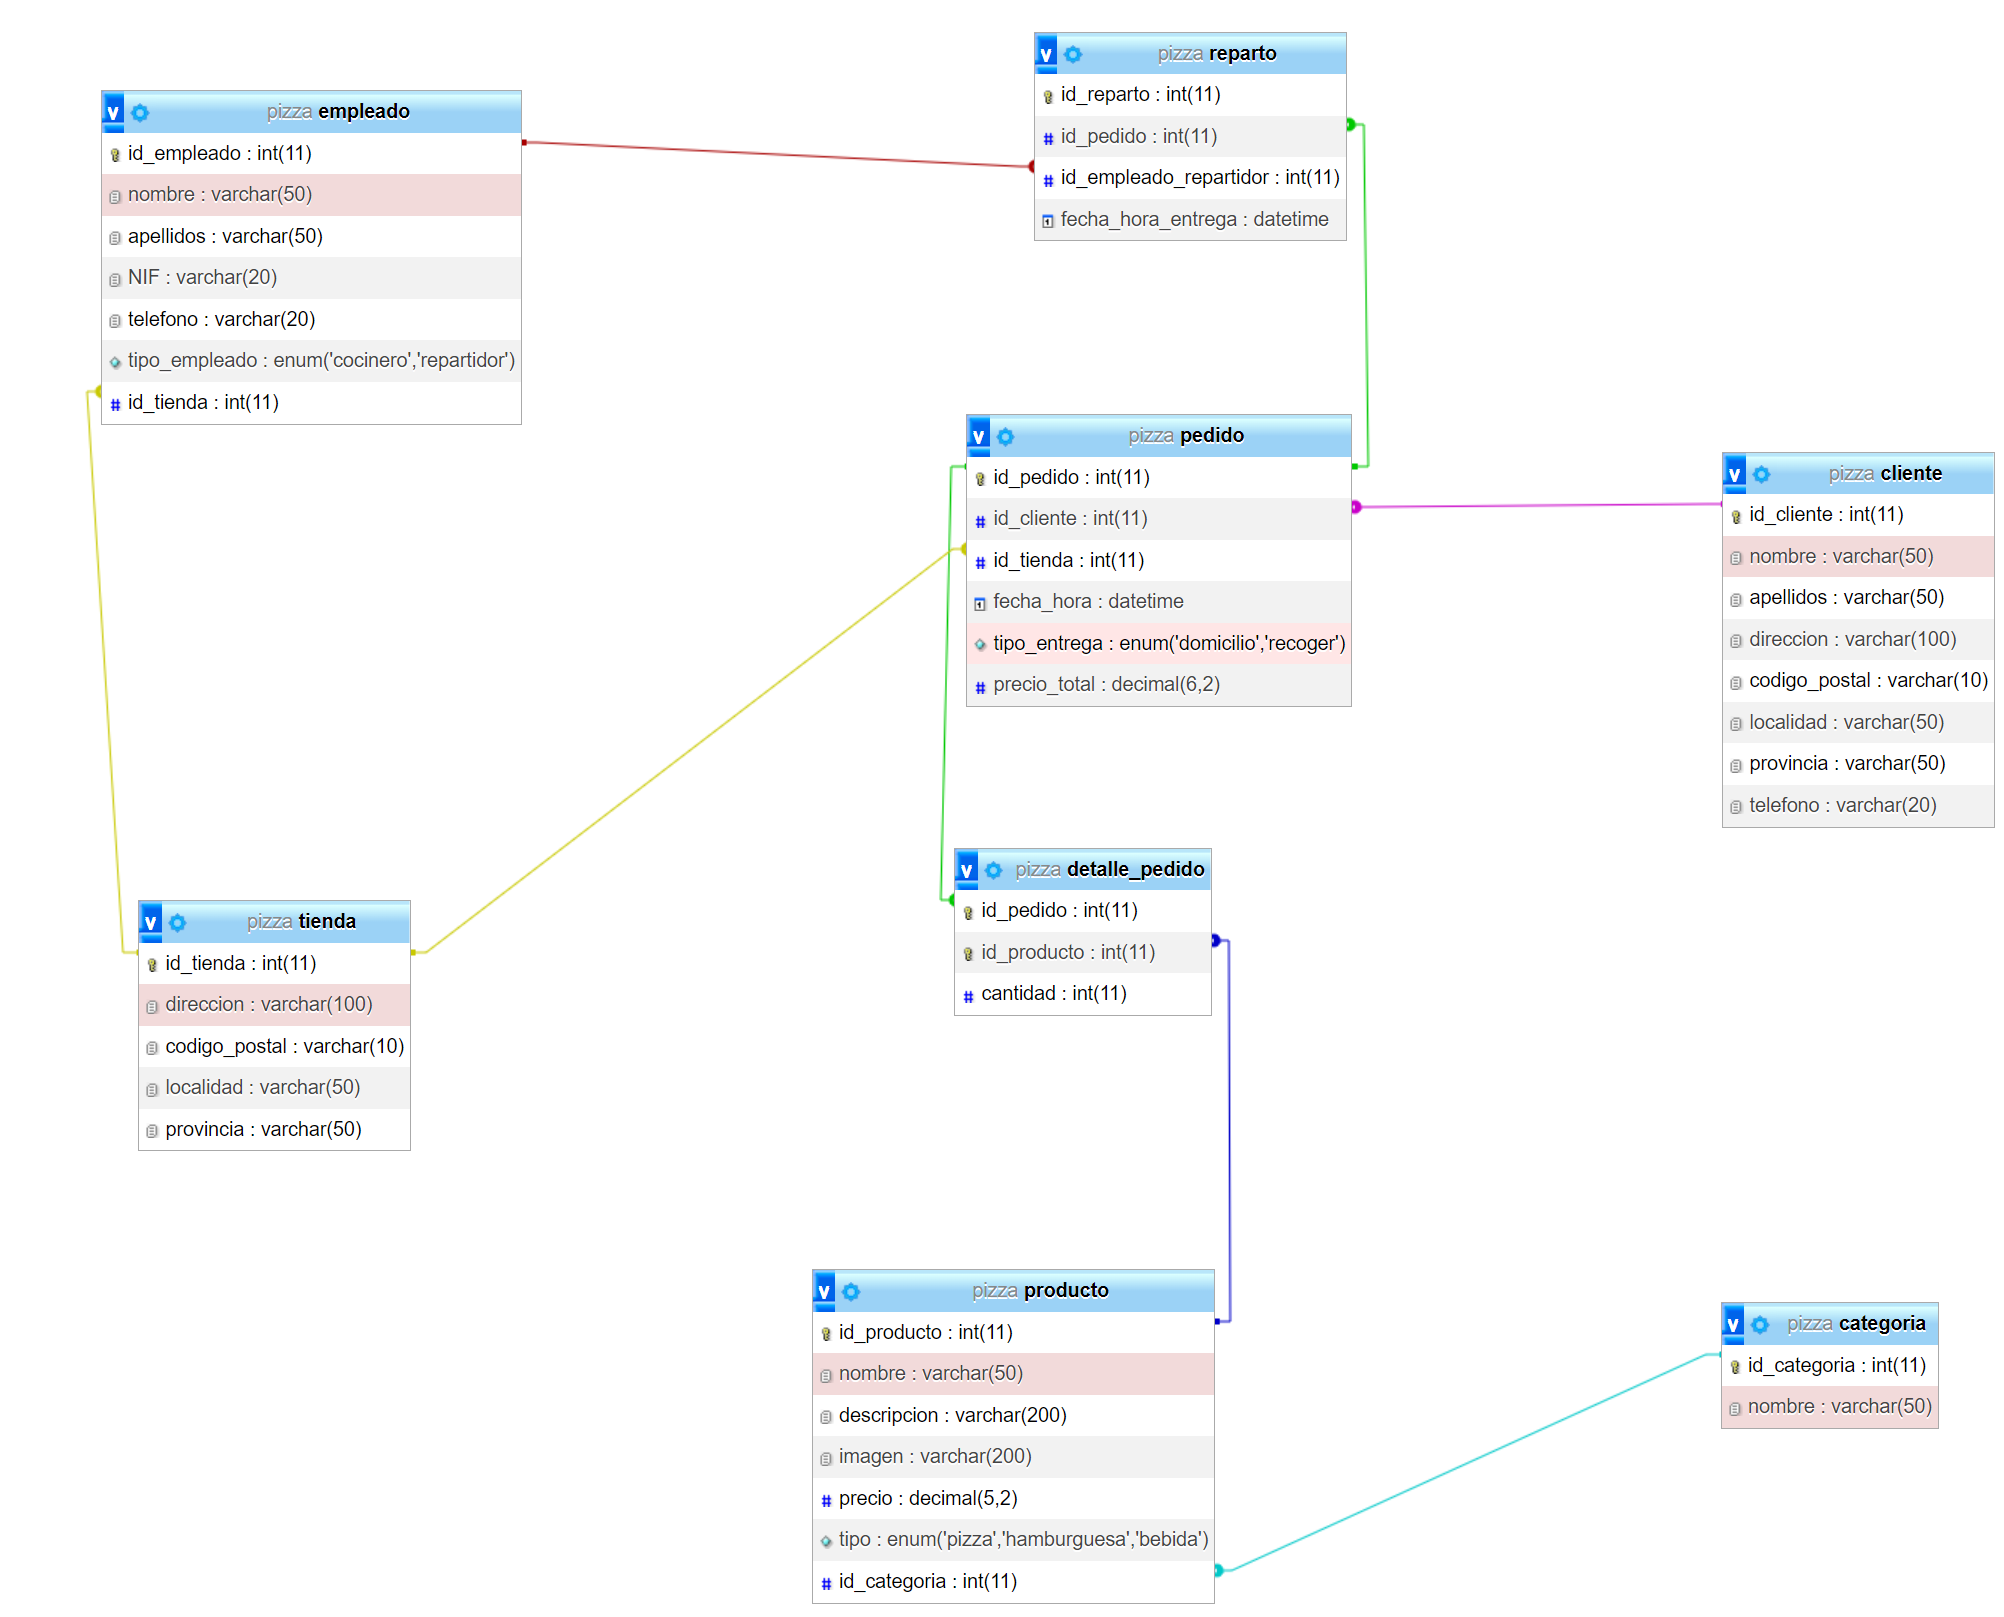 v pizza reparto
id_reparto : int(11)
id_pedido : int(11)
id_empleado_repartidor : int(11)
fecha_hora_entrega : datetime
v pizza empleado
id_empleado : int(11)
nombre : varchar(50)
apellidos : varchar(50)
NIF : varchar(20)
telefono : varchar(20)
tipo_empleado : enum('cocinero','repartidor')
# id_tienda : int(11)
v pizza pedido
id_pedido : int(11)
# id_cliente : int(11)
# id_tienda : int(11)
fecha_hora : datetime
tipo_entrega : enum('domicilio','recoger')
# precio_total : decimal(6,2)
v pizza cliente
id_cliente : int(11)
nombre : varchar(50)
apellidos : varchar(50)
direccion : varchar(100)
codigo_postal : varchar(10)
localidad : varchar(50)
provincia : varchar(50)
telefono : varchar(20)
v pizza detalle_pedido
id_pedido : int(11)
id_producto : int(11)
# cantidad : int(11)
v pizza tienda
id_tienda : int(11)
direccion : varchar(100)
codigo_postal : varchar(10)
localidad : varchar(50)
provincia : varchar(50)
v pizza producto
id_producto : int(11)
nombre : varchar(50)
descripcion : varchar(200)
imagen : varchar(200)
# precio : decimal(5,2)
tipo : enum('pizza','hamburguesa','bebida')
# id_categoria : int(11)
v pizza categoria
id_categoria : int(11)
nombre : varchar(50)